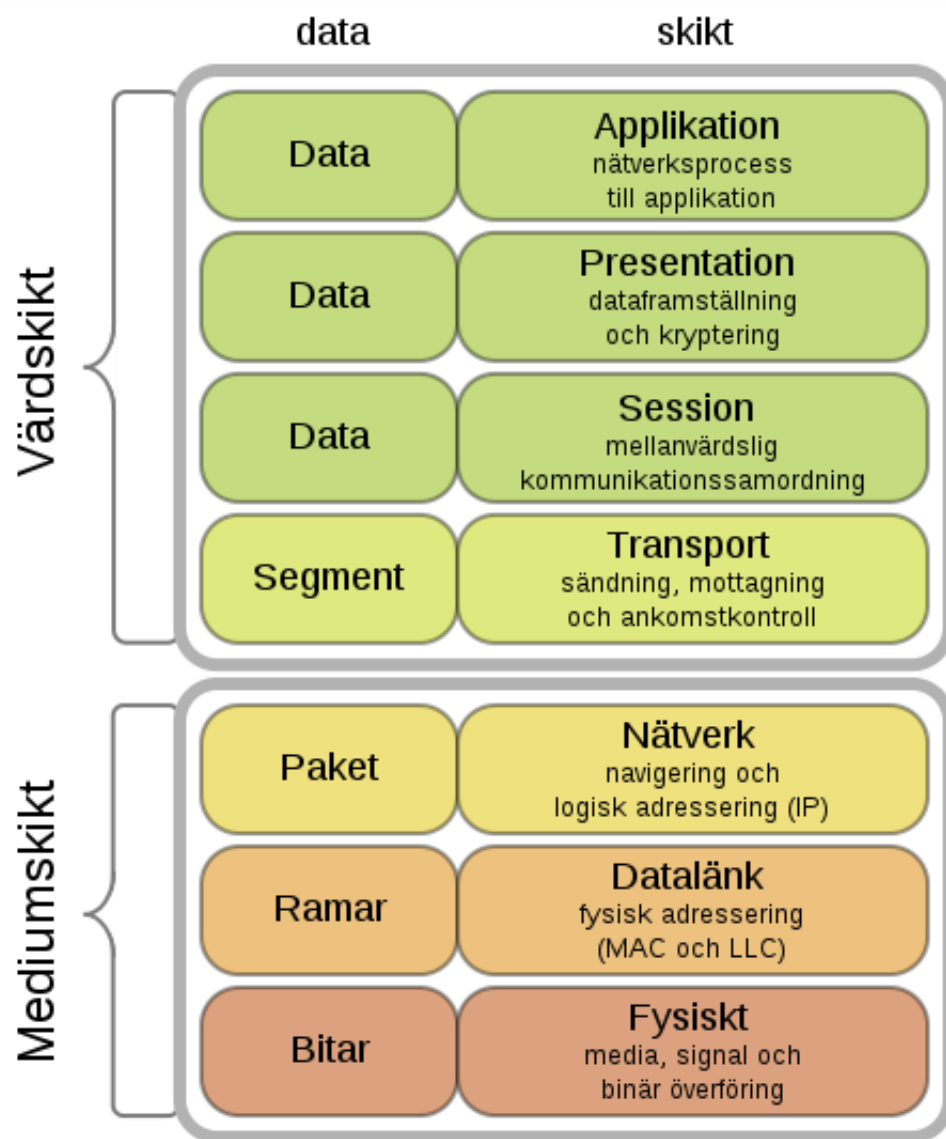 data skikt
Värdskikt
Data
Applikation
nätverksprocess
till applikation
Data
Presentation
dataframställning
och kryptering
Data
Session
mellanvärdslig
kommunikationssamordning
Segment
Transport
sändning, mottagning
och ankomstkontroll
Mediumskikt
Paket
Nätverk
navigering och
logisk adressering (IP)
Ramar
Datalänk
fysisk adressering
(MAC och LLC)
Bitar
Fysiskt
media, signal och
binär överföring